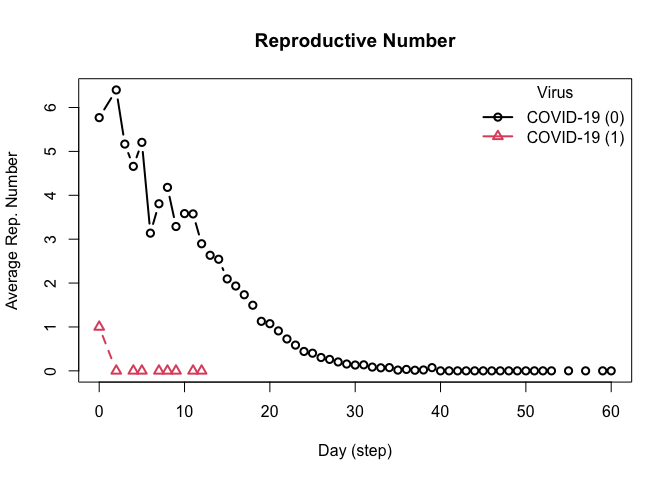 Reproductive Number
Virus
COVID-19 (0)
COVID-19 (1)
Average Rep. Number
6
5
4
3
2
1
0
0 10 20 30 40 50 60
Day (step)